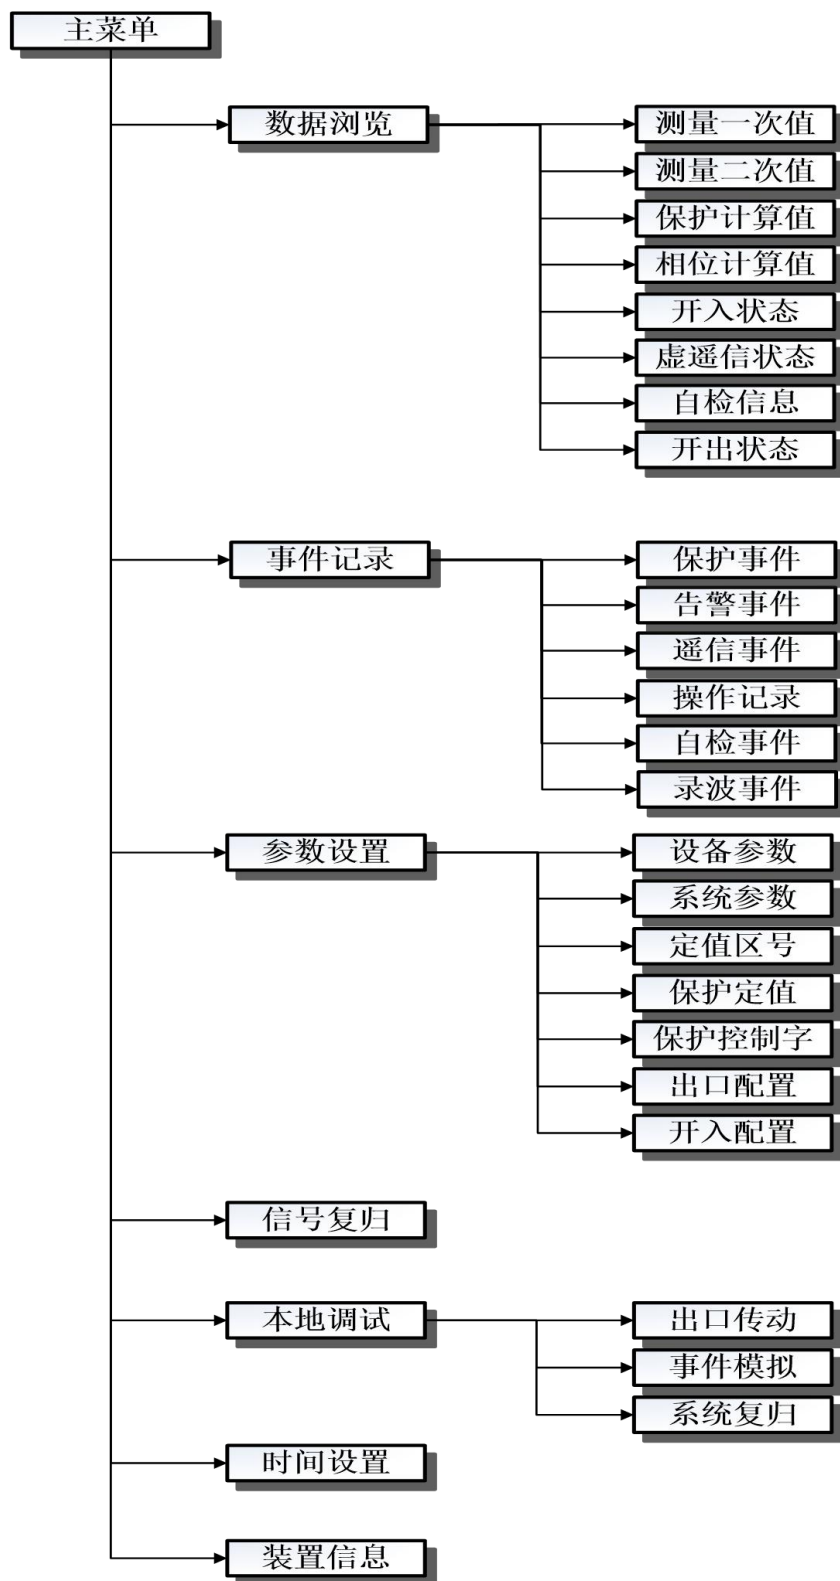 主菜单
数据浏览
测量一次值
测量二次值
保护计算值
相位计算值
开入状态
虚遥信状态
自检信息
开出状态
事件记录
保护事件
告警事件
遥信事件
操作记录
自检事件
录波事件
参数设置
设备参数
系统参数
定值区号
保护定值
保护控制字
出口配置
开入配置
信号复归
本地调试
出口传动
事件模拟
系统复归
时间设置
装置信息